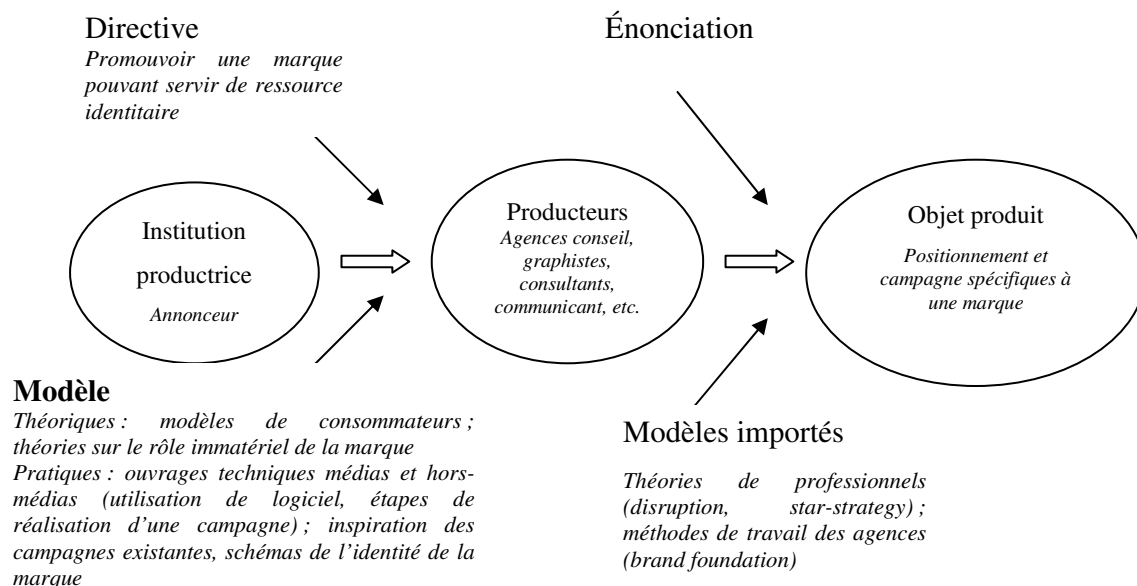 Directive
Promouvoir une marque
pouvant servir de ressource
identitaire
Énonciation
Institution
productrice
Annonceur
Producteurs
Agences conseil,
graphistes,
consultants,
communicant, etc.
Objet produit
Positionnement et
campagne spécifiques à
une marque
Modèle
Théoriques : modèles de consommateurs ;
théories sur le rôle immatériel de la marque
Pratiques : ouvrages techniques médias et hors-
médias (utilisation de logiciel, étapes de
réalisation d’une campagne) ; inspiration des
campagnes existantes, schémas de l’identité de la
marque
Modèles importés
Théories de professionnels
(disruption, star-strategy) ;
méthodes de travail des agences
(brand foundation)